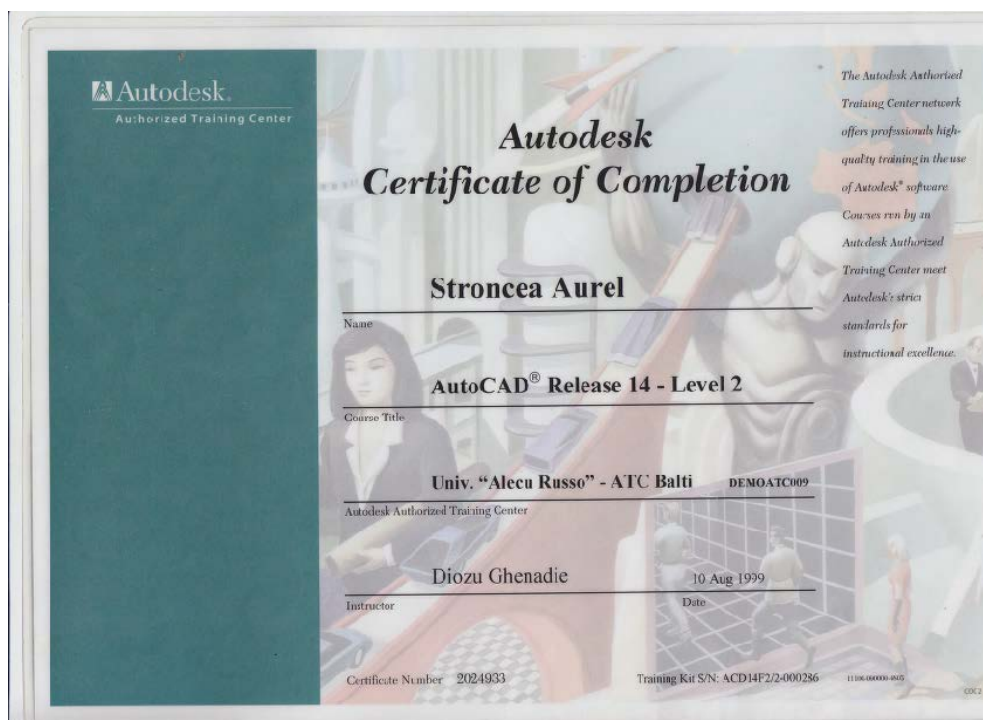 Autodesk®
Authorized Training Center
Autodesk
Certificate of Completion
The Autodesk Authorized
Training Center network
offers professionals high-
quality training in the use
of Autodesk® software
Courses run by an
Autodesk Authorized
Training Center meet
Autodesk's strict
standards for
instructional excellence.
Stroncea Aurel
Name
AutoCAD® Release 14 - Level 2
Course Title
Univ. “Alecu Russo” - ATC Balti DEMOATC009
Autodesk Authorized Training Center
Diozu Ghenadie 10 Aug 1999
Instructor Date
Certificate Number 2024933 Training Kit S/N: ACD14F2/2-000286